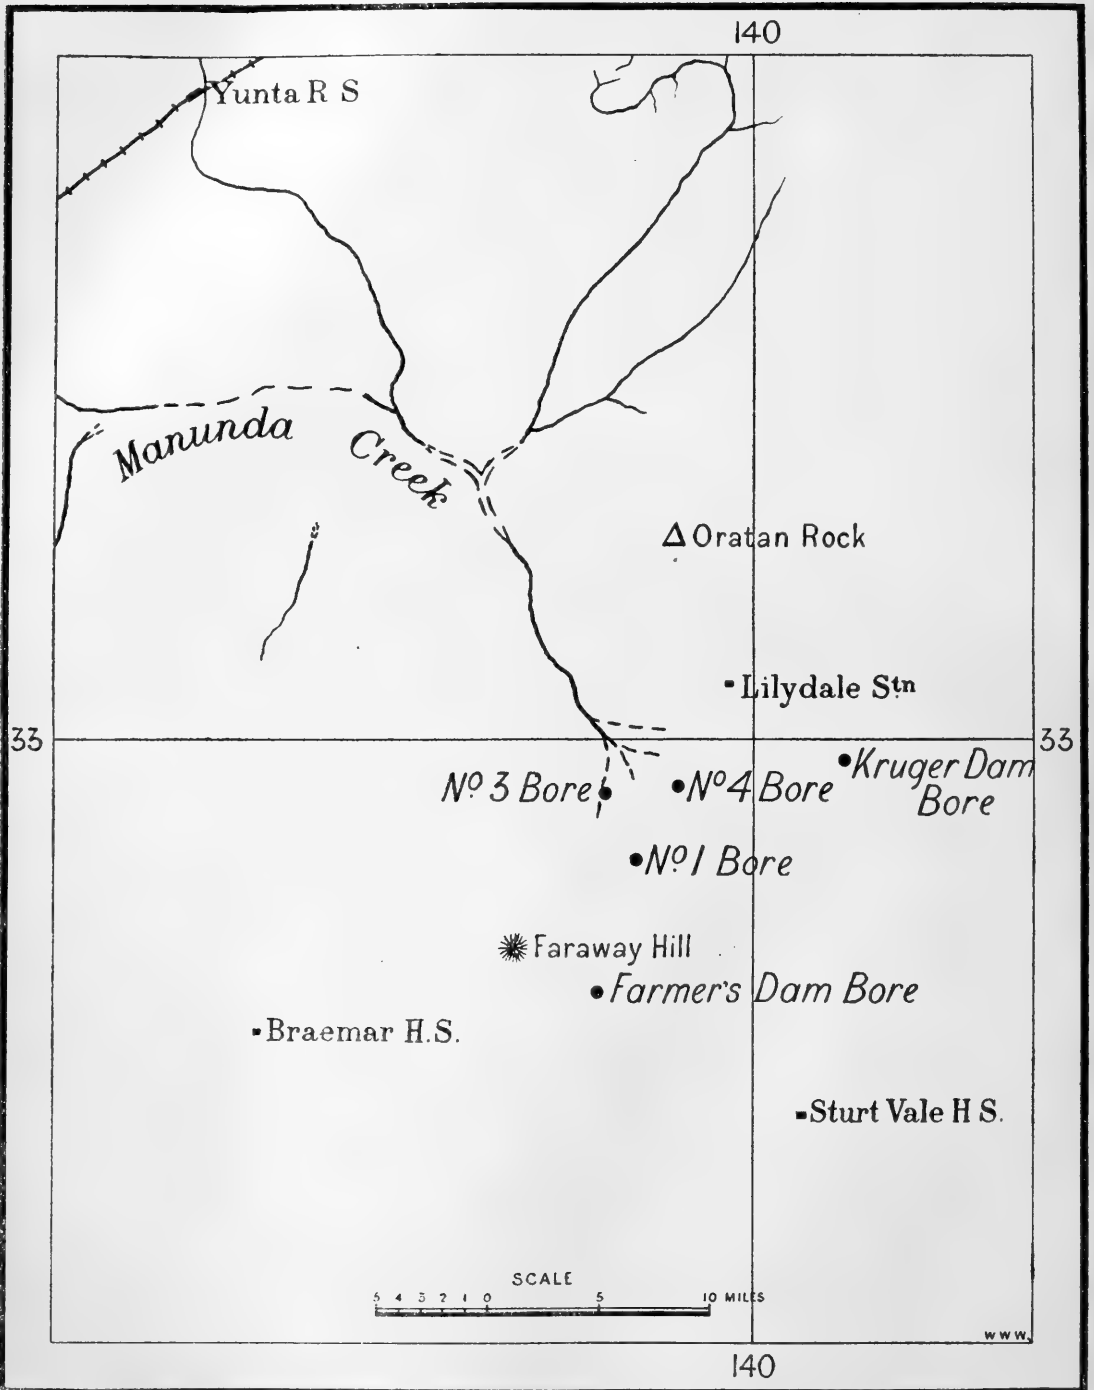 140
Yunta R S
Manunda Creek
Oratan Rock
Lilydale Stn
33 33
Kruger Dam
Bore
No 3 Bore
No 4 Bore
No 1 Bore
Faraway Hill
Farmer's Dam Bore
Braemar H.S.
Sturt Vale H S.
SCALE
5 4 3 2 1 0 5 10 MILES
W W W.
140